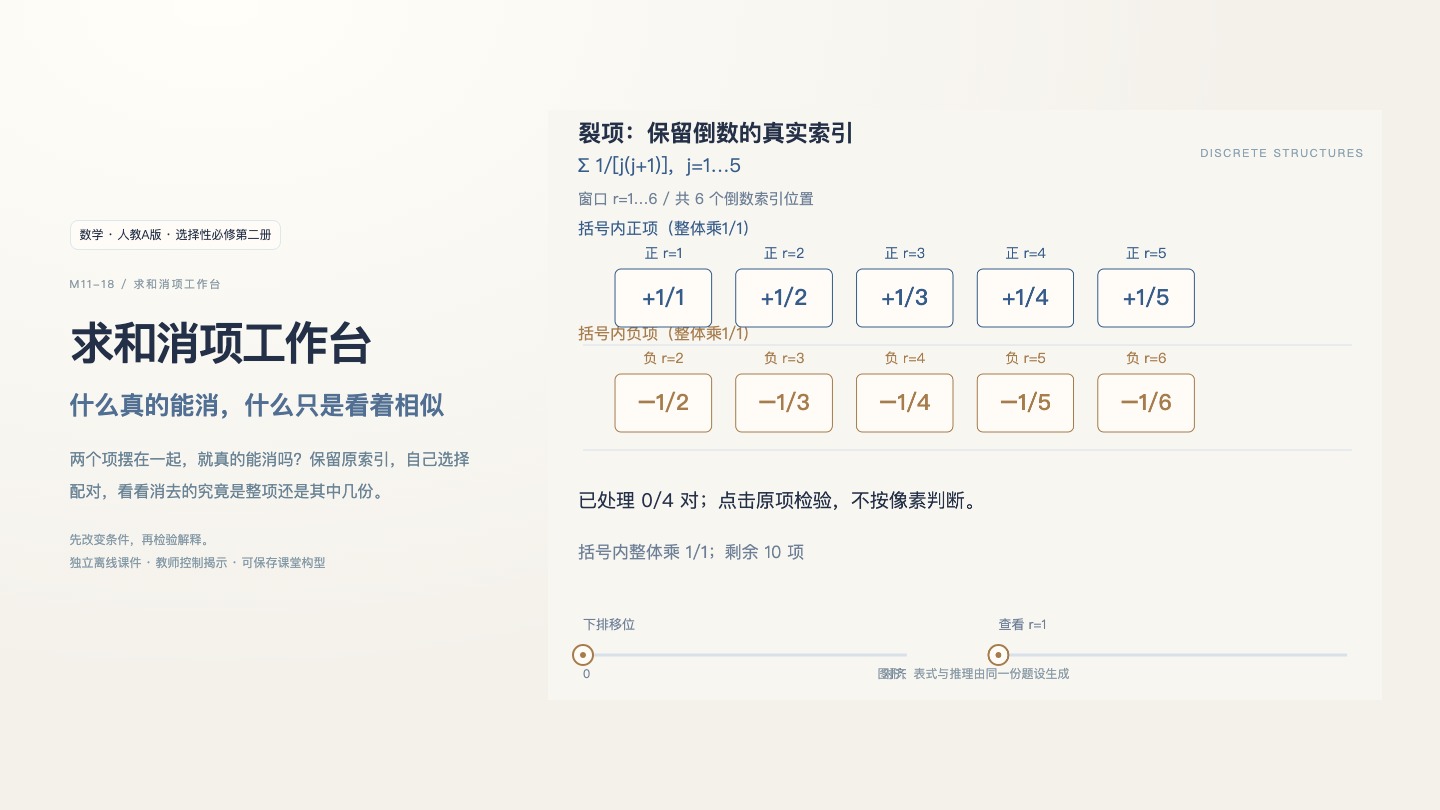 数学 · 人教A版 · 选择性必修第二册
M11-18 / 求和消项工作台
求和消项工作台
什么真的能消，什么只是看着相似
两个项摆在一起，就真的能消吗？保留原索引，自己选择
配对，看看消去的究竟是整项还是其中几份。
先改变条件，再检验解释。
独立离线课件 · 教师控制揭示 · 可保存课堂构型
裂项：保留倒数的真实索引
DISCRETE STRUCTURES
Σ 1/[j(j+1)]，j=1…5
窗口 r=1…6 / 共 6 个倒数索引位置
括号内正项（整体乘1/1）
正 r=1 正 r=2 正 r=3 正 r=4 正 r=5
+1/1 +1/2 +1/3 +1/4 +1/5
括号内负项（整体乘1/1）
负 r=2 负 r=3 负 r=4 负 r=5 负 r=6
−1/2 −1/3 −1/4 −1/5 −1/6
已处理 0/4 对；点击原项检验，不按像素判断。
括号内整体乘 1/1；剩余 10 项
下排移位 查看 r=1
0 表式与推理由同一份题设生成